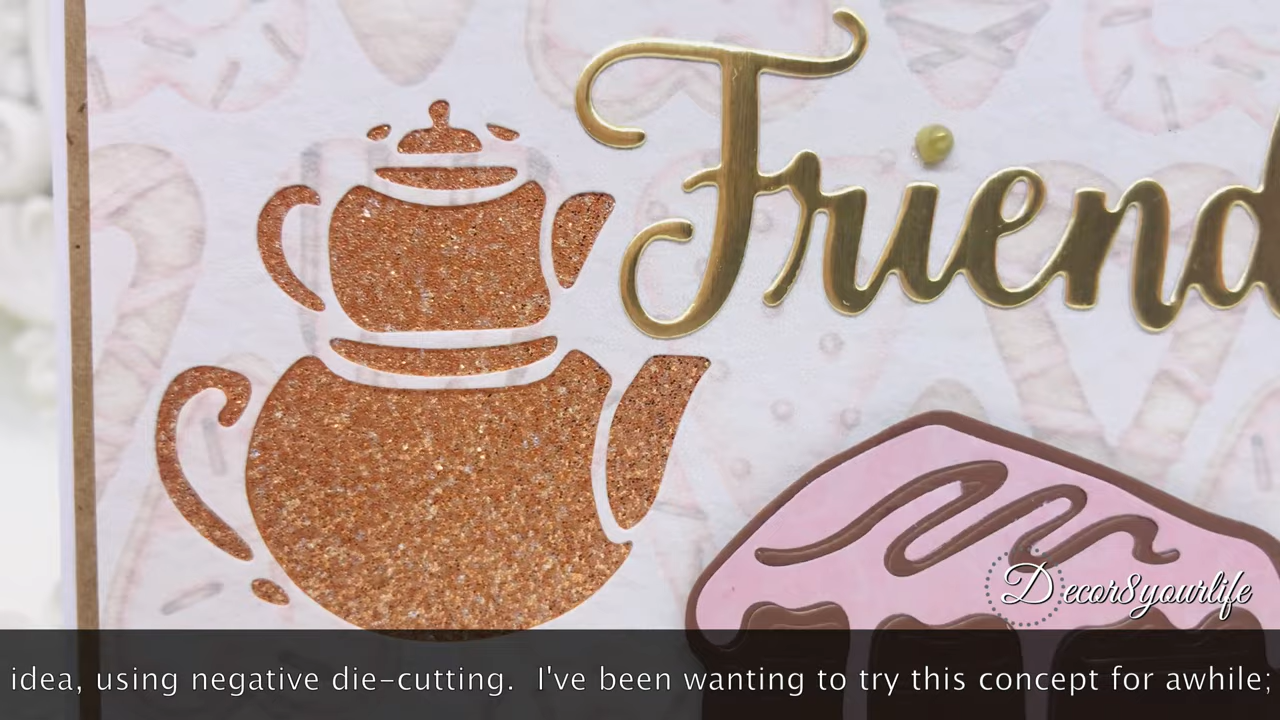 Friend
Decor8yourlife
idea, using negative die-cutting. I've been wanting to try this concept for awhile;